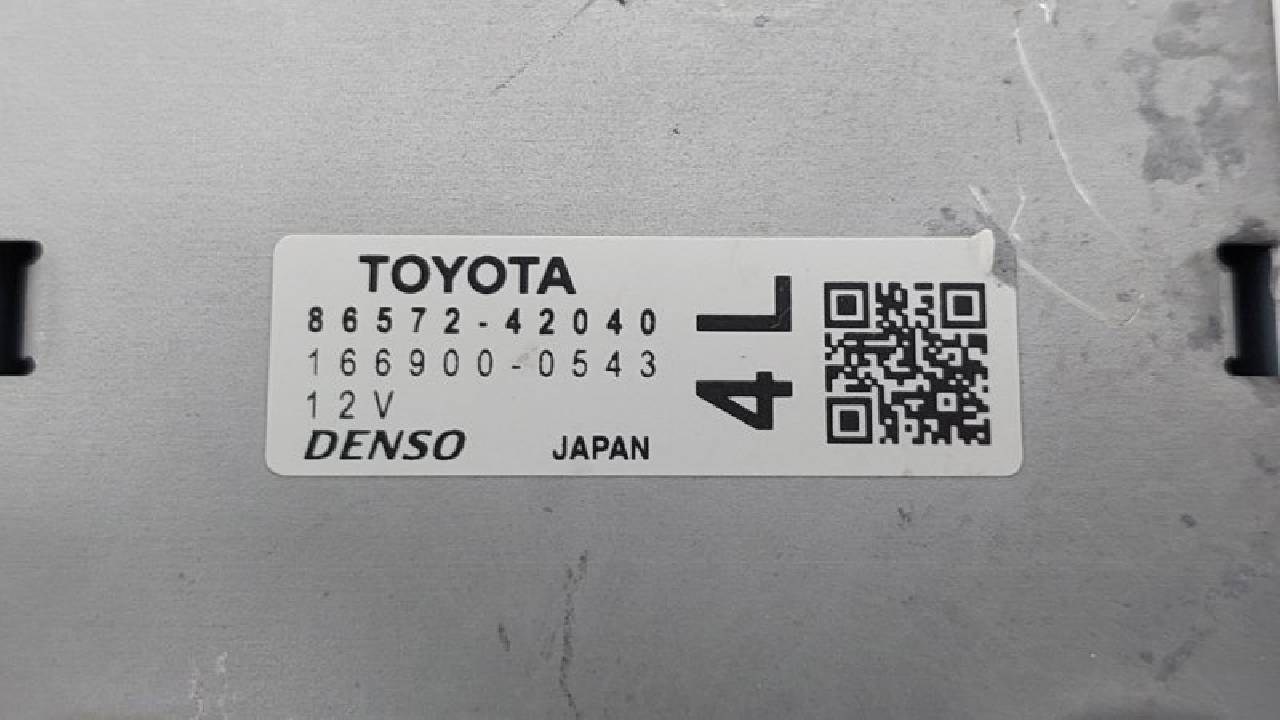 TOYOTA
86572-42040
166900-0543
12V
DENSO JAPAN
4L